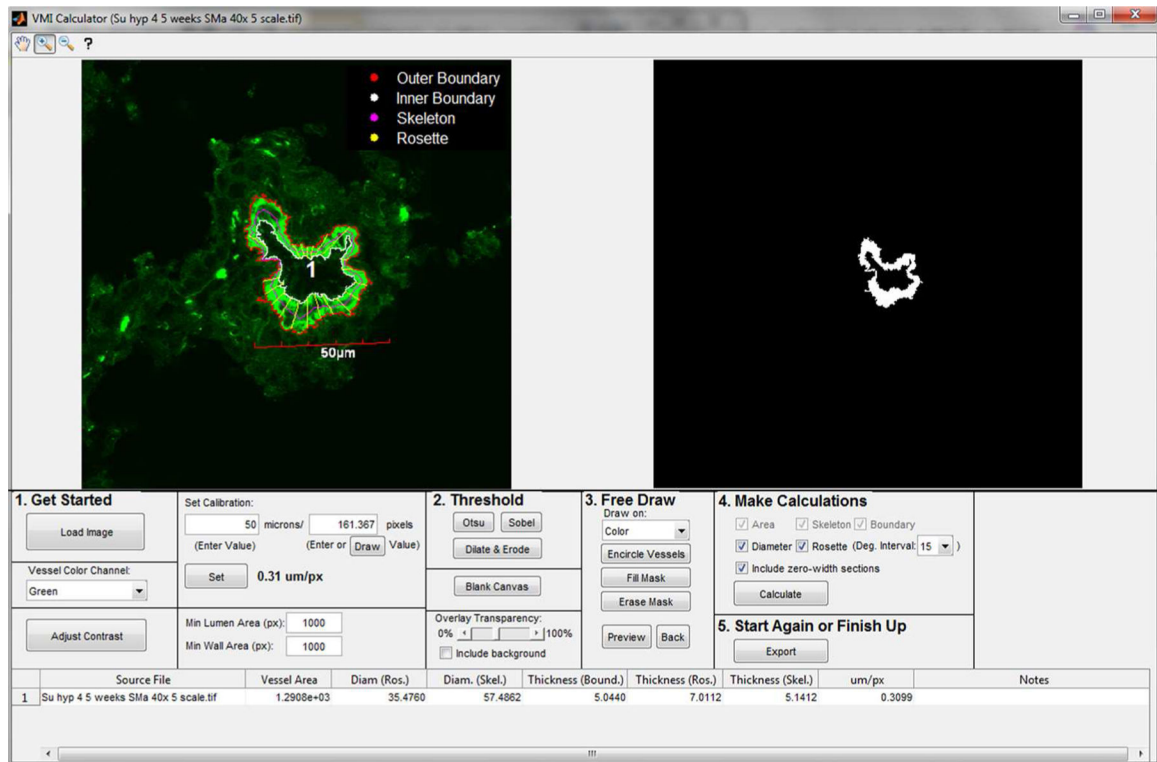 VMI Calculator (Su hyp 4 5 weeks SMa 40x 5 scale.tif)
?
Outer Boundary
Inner Boundary
Skeleton
Rosette
1
50µm
1. Get Started
Load Image
Vessel Color Channel:
Green
Adjust Contrast
Set Calibration:
50 microns/ 161.367 pixels
(Enter Value) (Enter or Draw Value)
Set 0.31 um/px
Min Lumen Area (px): 1000
Min Wall Area (px): 1000
2. Threshold
Otsu Sobel
Dilate & Erode
Blank Canvas
Overlay Transparency:
0% 100%
Include background
3. Free Draw
Draw on:
Color
Encircle Vessels
Fill Mask
Erase Mask
Preview Back
4. Make Calculations
Area Skeleton Boundary
Diameter Rosette (Deg. Interval: 15 )
Include zero-width sections
Calculate
5. Start Again or Finish Up
Export
Source File Vessel Area Diam (Ros.) Diam. (Skel.) Thickness (Bound.) Thickness (Ros.) Thickness (Skel.) um/px Notes
1 Su hyp 4 5 weeks SMa 40x 5 scale.tif 1.2908e+03 35.4760 57.4862 5.0440 7.0112 5.1412 0.3099